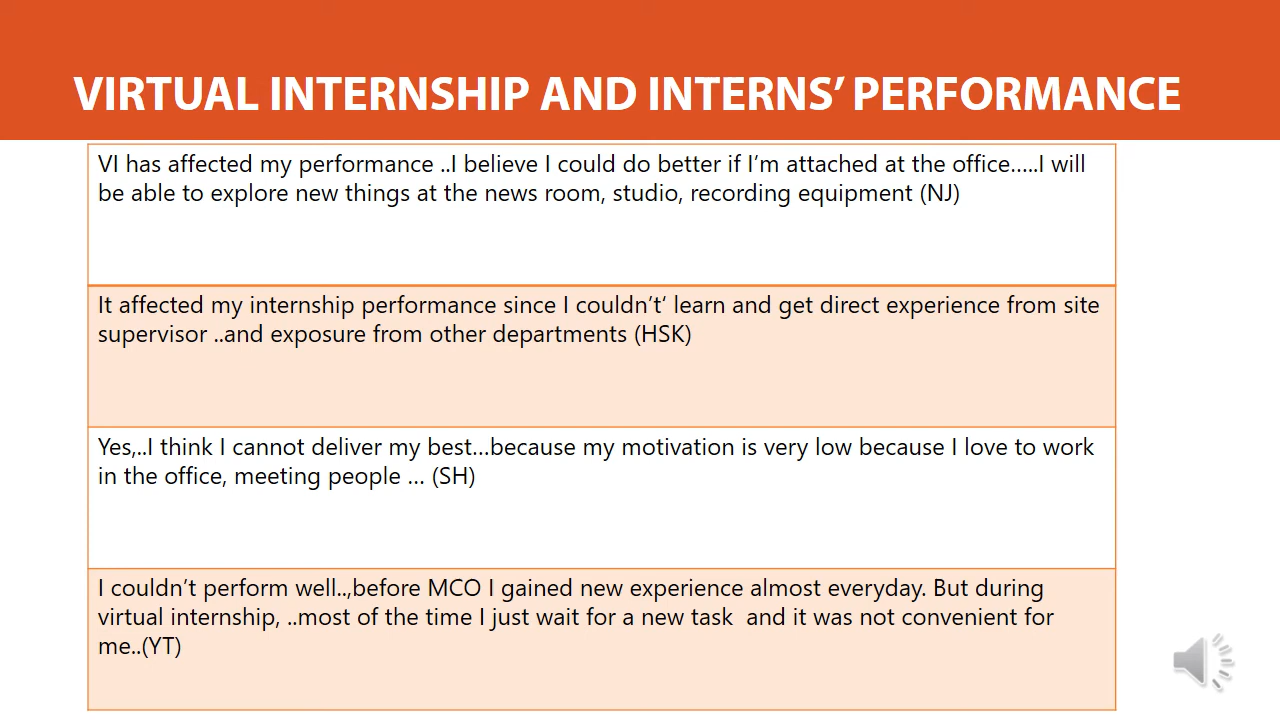 VIRTUAL INTERNSHIP AND INTERNS’ PERFORMANCE
VI has affected my performance ..I believe I could do better if I’m attached at the office…..I will
be able to explore new things at the news room, studio, recording equipment (NJ)
It affected my internship performance since I couldn’t‘ learn and get direct experience from site
supervisor ..and exposure from other departments (HSK)
Yes,..I think I cannot deliver my best…because my motivation is very low because I love to work
in the office, meeting people … (SH)
I couldn’t perform well..,before MCO I gained new experience almost everyday. But during
virtual internship, ..most of the time I just wait for a new task  and it was not convenient for
me..(YT)